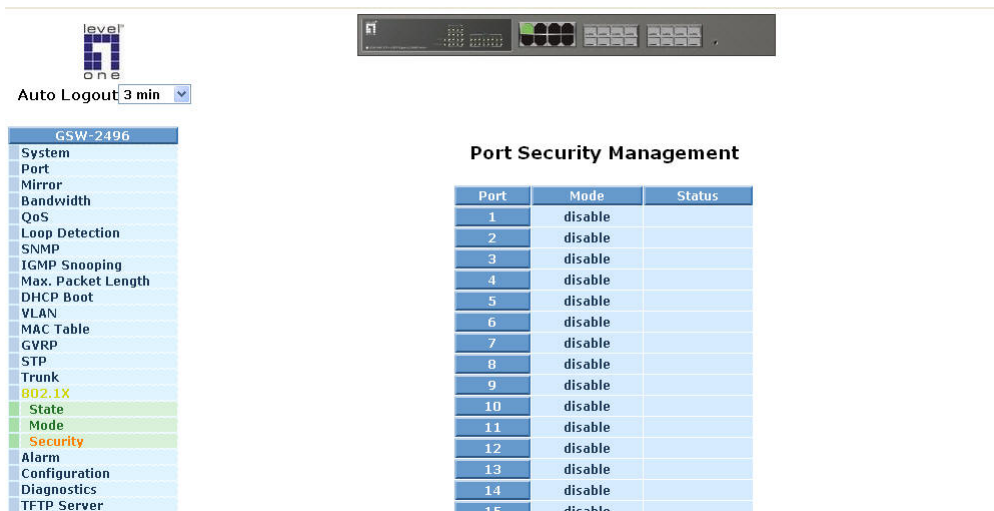 level
one
Auto Logout 3 min
GSW-2496
System
Port
Mirror
Bandwidth
QoS
Loop Detection
SNMP
IGMP Snooping
Max. Packet Length
DHCP Boot
VLAN
MAC Table
GVRP
STP
Trunk
802.1X
State
Mode
Security
Alarm
Configuration
Diagnostics
TFTP Server
Port Security Management
Port Mode Status
1 disable
2 disable
3 disable
4 disable
5 disable
6 disable
7 disable
8 disable
9 disable
10 disable
11 disable
12 disable
13 disable
14 disable
15 disable